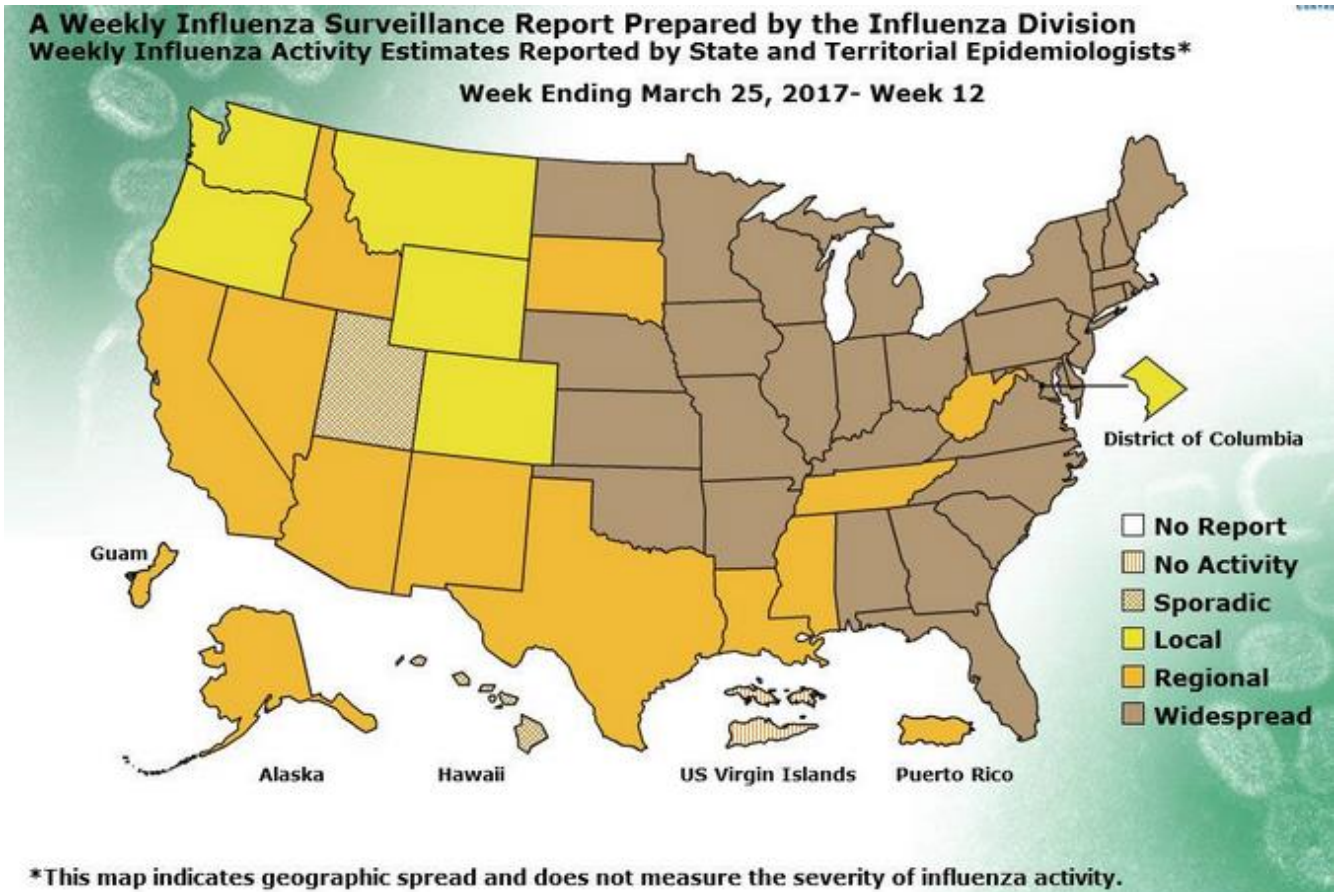 A Weekly Influenza Surveillance Report Prepared by the Influenza Division
Weekly Influenza Activity Estimates Reported by State and Territorial Epidemiologists*
Week Ending March 25, 2017- Week 12
District of Columbia
No Report
No Activity
Sporadic
Local
Regional
Widespread
Guam
Alaska
Hawaii
US Virgin Islands
Puerto Rico
*This map indicates geographic spread and does not measure the severity of influenza activity.